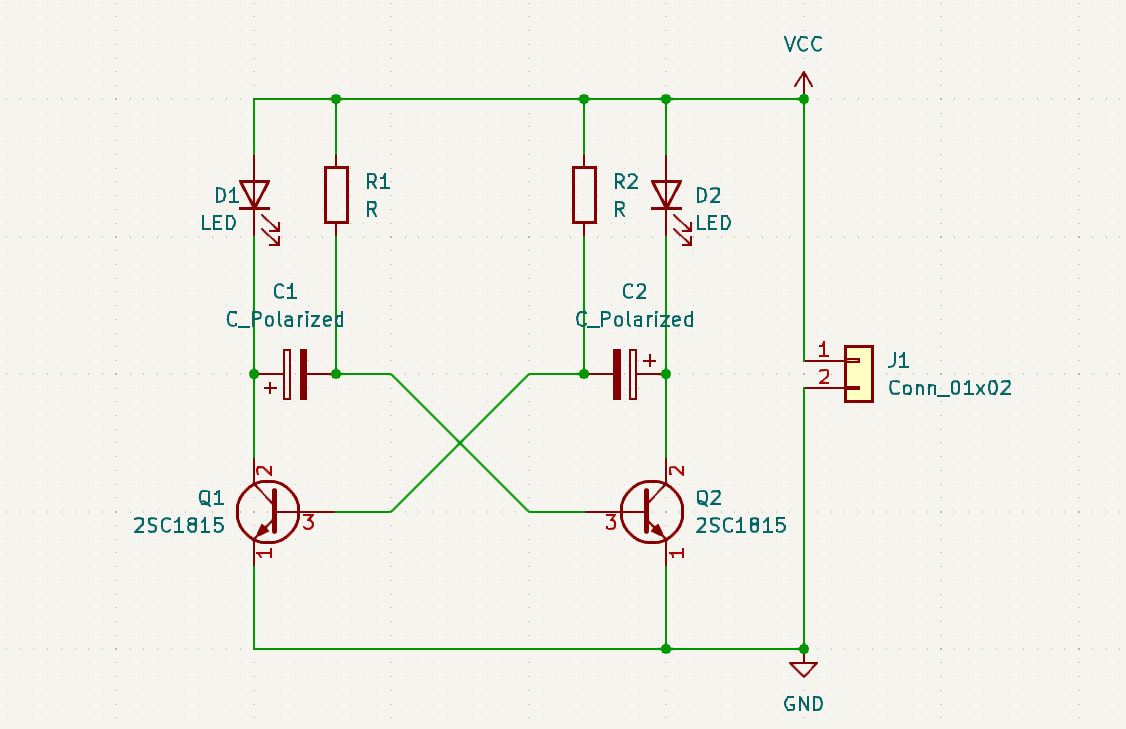 VCC
D1
LED
R1
R
R2
R
D2
LED
C1
C_Polarized
+
C2
C_Polarized
+
1
2
J1
Conn_01x02
Q1
2SC1815
2
3
1
Q2
2SC1815
2
3
1
GND